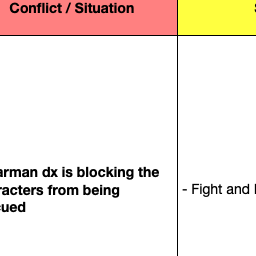 Conflict / Situation
arman dx is blocking the
racters from being
ued
- Fight and